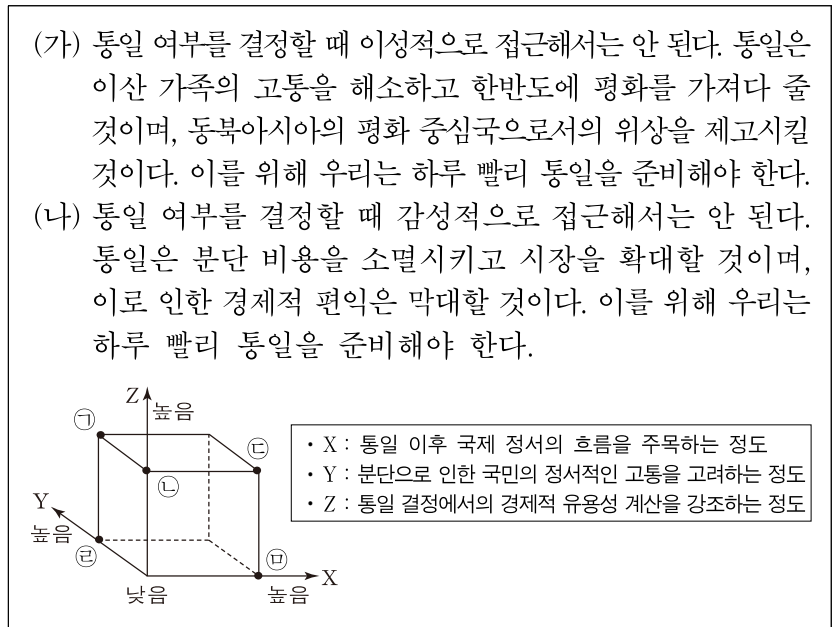 (가) 통일 여부를 결정할 때 이성적으로 접근해서는 안 된다. 통일은
이산 가족의 고통을 해소하고 한반도에 평화를 가져다 줄
것이며, 동북아시아의 평화 중심국으로서의 위상을 제고시킬
것이다. 이를 위해 우리는 하루 빨리 통일을 준비해야 한다.
(나) 통일 여부를 결정할 때 감성적으로 접근해서는 안 된다.
통일은 분단 비용을 소멸시키고 시장을 확대할 것이며,
이로 인한 경제적 편익은 막대할 것이다. 이를 위해 우리는
하루 빨리 통일을 준비해야 한다.
Z
높음
㉠
㉢
㉡
Y
높음
㉣
㉤
X
낮음
높음
· X : 통일 이후 국제 정서의 흐름을 주목하는 정도
· Y : 분단으로 인한 국민의 정서적인 고통을 고려하는 정도
· Z : 통일 결정에서의 경제적 유용성 계산을 강조하는 정도